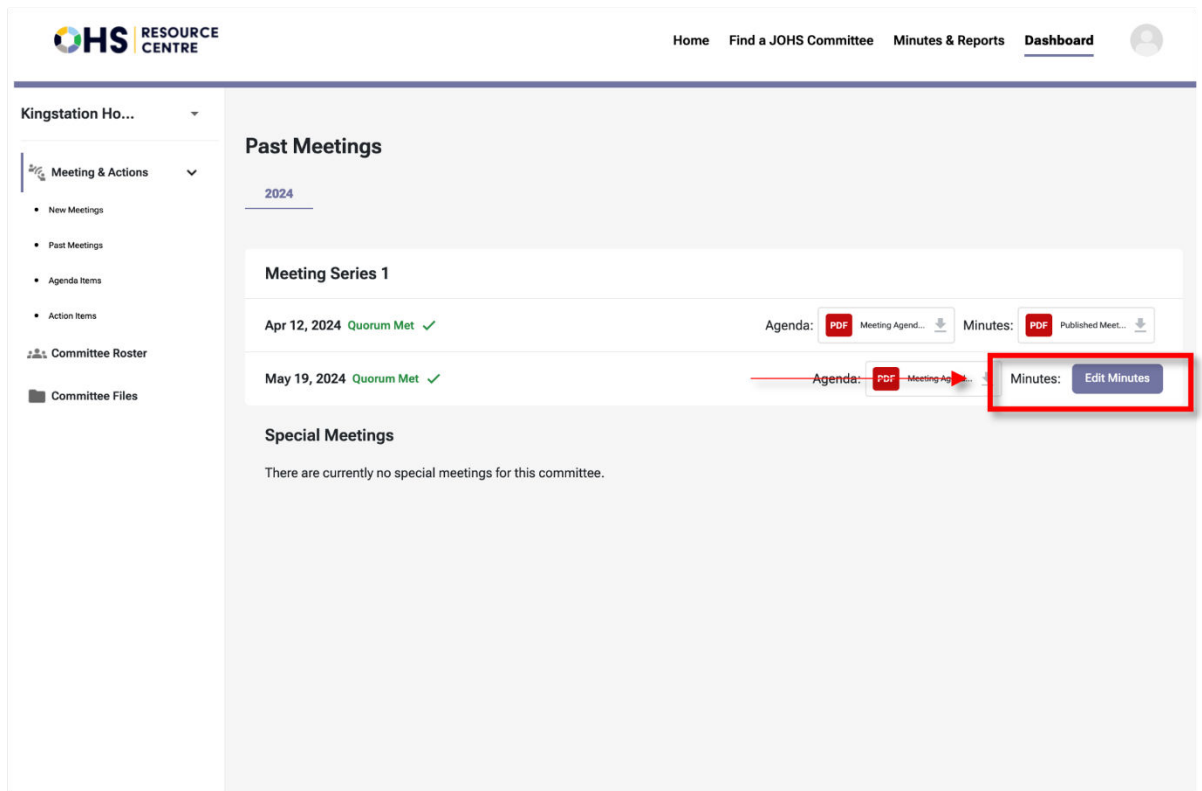 OHS RESOURCE CENTRE
Home Find a JOHS Committee Minutes & Reports Dashboard
Kingstation Ho...
Meeting & Actions
New Meetings
Past Meetings
Agenda Items
Action Items
Committee Roster
Committee Files
Past Meetings
2024
Meeting Series 1
Apr 12, 2024 Quorum Met Agenda: PDF Meeting Agend... Minutes: PDF Published Meet...
May 19, 2024 Quorum Met Agenda: PDF Meeting Minutes: Edit Minutes
Special Meetings
There are currently no special meetings for this committee.